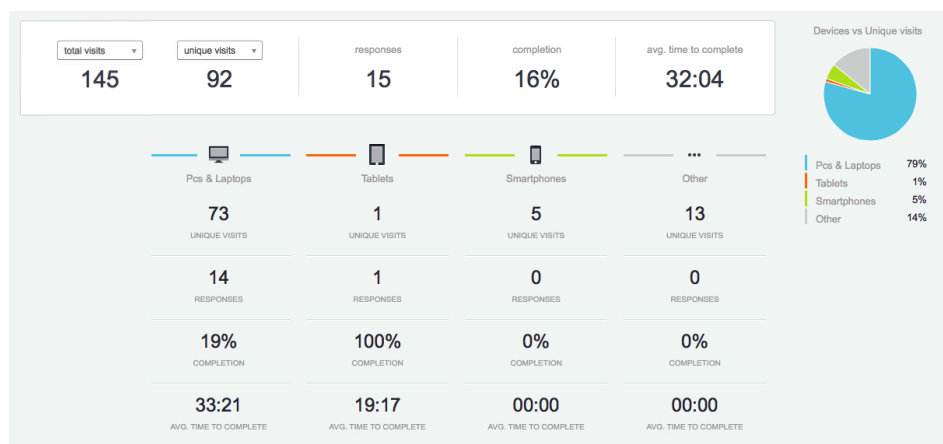 total visits
unique visits
responses
completion
avg. time to complete
145
92
15
16%
32:04
Devices vs Unique visits
Pcs & Laptops 79%
Tablets 1%
Smartphones 5%
Other 14%
Pcs & Laptops
Tablets
Smartphones
Other
73
1
5
13
UNIQUE VISITS
UNIQUE VISITS
UNIQUE VISITS
UNIQUE VISITS
14
1
0
0
RESPONSES
RESPONSES
RESPONSES
RESPONSES
19%
100%
0%
0%
COMPLETION
COMPLETION
COMPLETION
COMPLETION
33:21
19:17
00:00
00:00
AVG. TIME TO COMPLETE
AVG. TIME TO COMPLETE
AVG. TIME TO COMPLETE
AVG. TIME TO COMPLETE